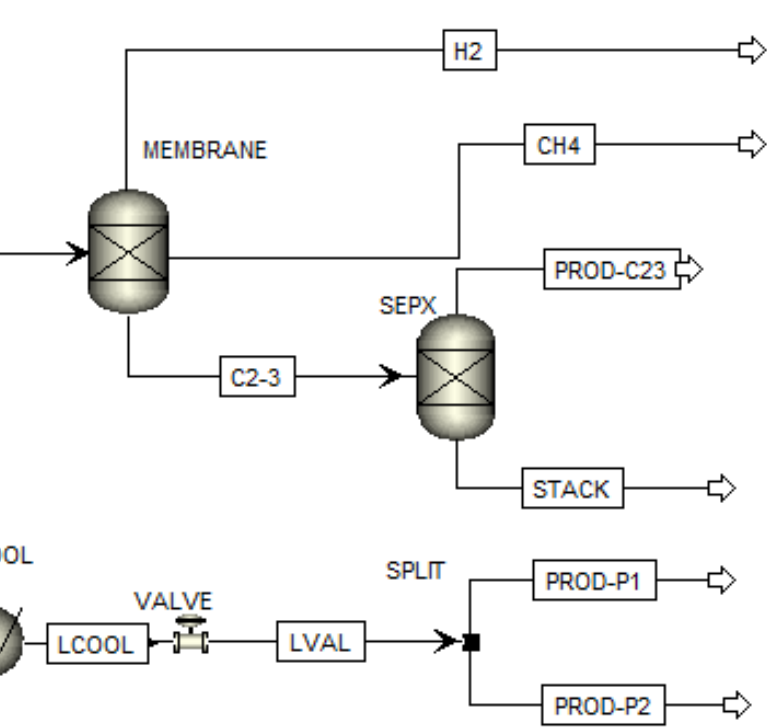 H2
MEMBRANE
CH4
PROD-C23
SEPX
C2-3
STACK
OOL
SPLIT
PROD-P1
VALVE
LCOOL
LVAL
PROD-P2